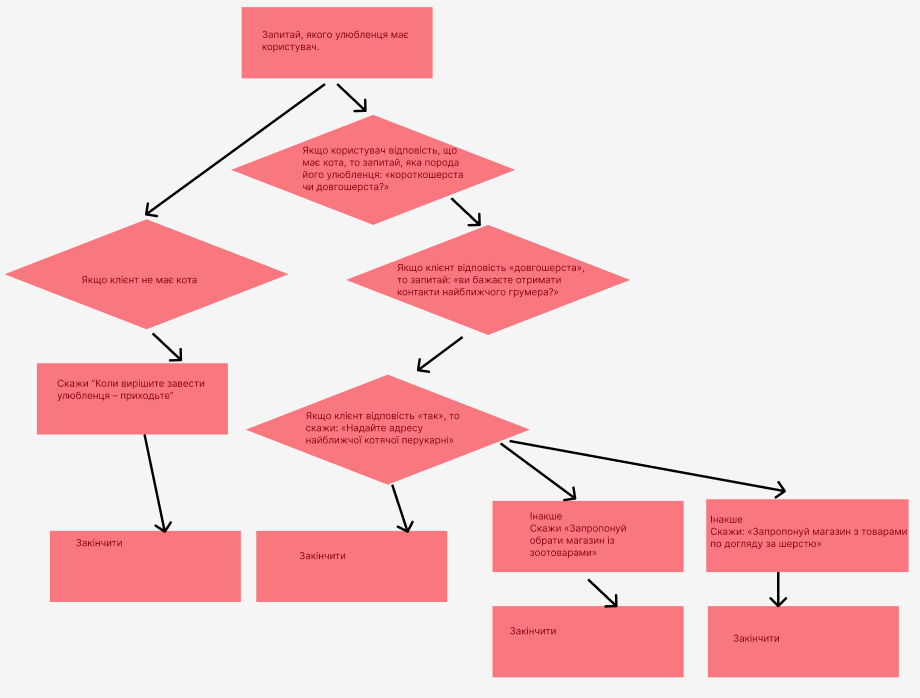 Запитай, якого улюбленця має
користувач.
Якщо користувач відповість, що
має кота, то запитай, яка порода
його улюбленця: «короткошерста
чи довгошерста?»
Якщо клієнт не має кота
Якщо клієнт відповість «довгошерста»,
то запитай: «ви бажаєте отримати
контакти найближчого грумера?»
Скажи "Коли вирішите завести
улюбленця – приходьте"
Якщо клієнт відповість «так», то
скажи: «Надайте адресу
найближчої котячої перукарні»
Інакше
Скажи «Запропонуй
обрати магазин із
зоотоварами»
Інакше
Скажи: «Запропонуй магазин з товарами
по догляду за шерстю»
Закінчити
Закінчити
Закінчити
Закінчити